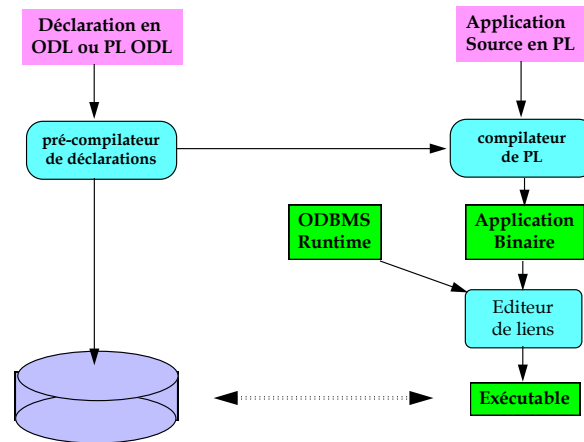 Déclaration en
ODL ou PL ODL
Application
Source en PL
pré-compilateur
de déclarations
compilateur
de PL
ODBMS
Runtime
Application
Binaire
Editeur
de liens
Exécutable